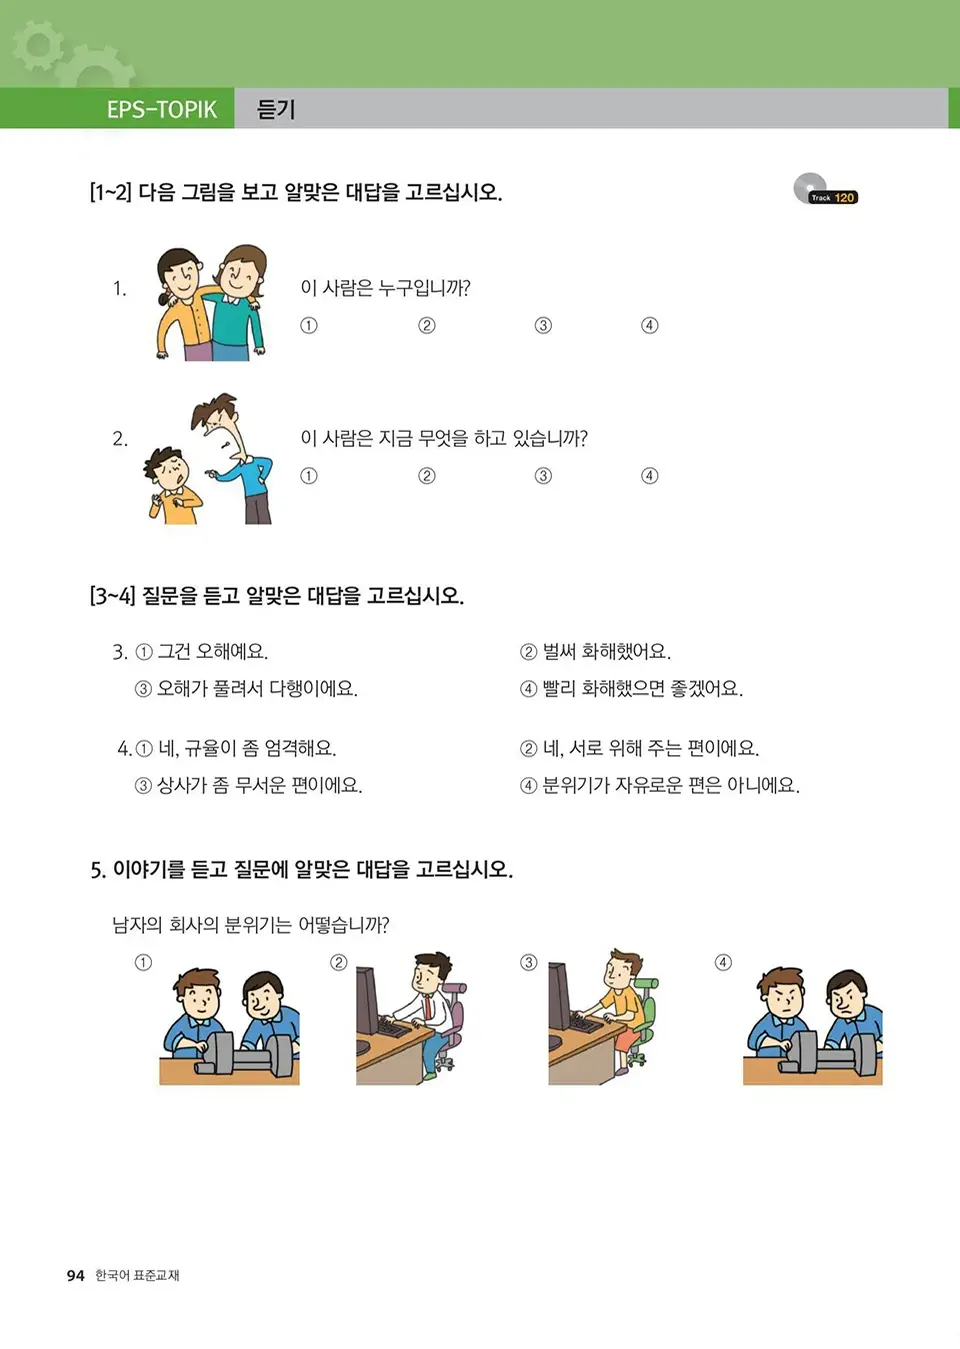 EPS-TOPIK 듣기
[1~2] 다음 그림을 보고 알맞은 대답을 고르십시오.
Track 120
1. 이 사람은 누구입니까?
① ② ③ ④
2. 이 사람은 지금 무엇을 하고 있습니까?
① ② ③ ④
[3~4] 질문을 듣고 알맞은 대답을 고르십시오.
3. ① 그건 오해예요. ② 벌써 화해했어요.
③ 오해가 풀려서 다행이에요. ④ 빨리 화해했으면 좋겠어요.
4. ① 네, 규율이 좀 엄격해요. ② 네, 서로 위해 주는 편이에요.
③ 상사가 좀 무서운 편이에요. ④ 분위기가 자유로운 편은 아니에요.
5. 이야기를 듣고 질문에 알맞은 대답을 고르십시오.
남자의 회사의 분위기는 어떻습니까?
① ② ③ ④
94 한국어 표준교재